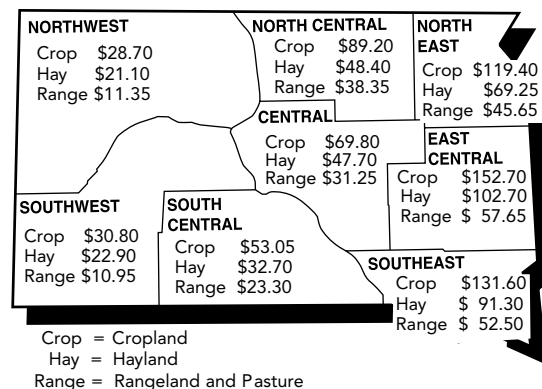 NORTHWEST
Crop $28.70
Hay $21.10
Range $11.35
NORTH CENTRAL
Crop $89.20
Hay $48.40
Range $38.35
NORTH
EAST
Crop $119.40
Hay $69.25
Range $45.65
CENTRAL
Crop $69.80
Hay $47.70
Range $31.25
EAST
CENTRAL
Crop $152.70
Hay $102.70
Range $ 57.65
SOUTHWEST
Crop $30.80
Hay $22.90
Range $10.95
SOUTH
CENTRAL
Crop $53.05
Hay $32.70
Range $23.30
SOUTHEAST
Crop $131.60
Hay $ 91.30
Range $ 52.50
Crop = Cropland
Hay = Hayland
Range = Rangeland and Pasture